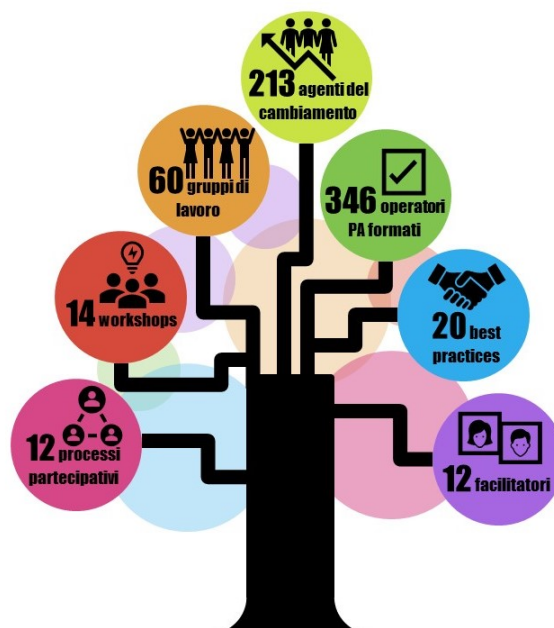 213 agenti del
cambiamento
60 gruppi di
lavoro
346 operatori
PA formati
14 workshops
20 best
practices
12 processi
partecipativi
12 facilitatori